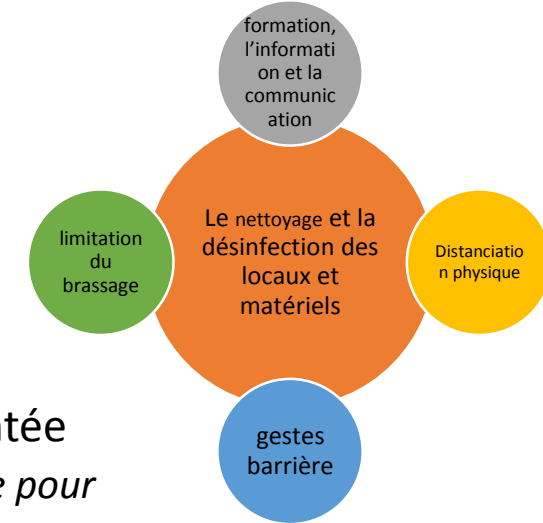 formation,
l’informati
on et la
communic
ation
Le nettoyage et la
désinfection des
locaux et
matériels
limitation
du
brassage
Distanciatio
n physique
gestes
barrière
tée
e pour